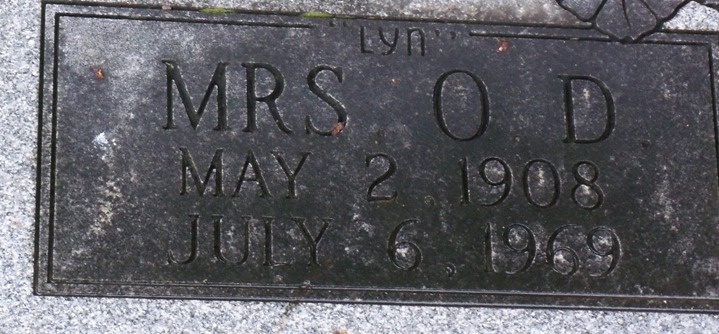 "Lyn"
MRS. O D
MAY 2, 1908
JULY 6, 1969